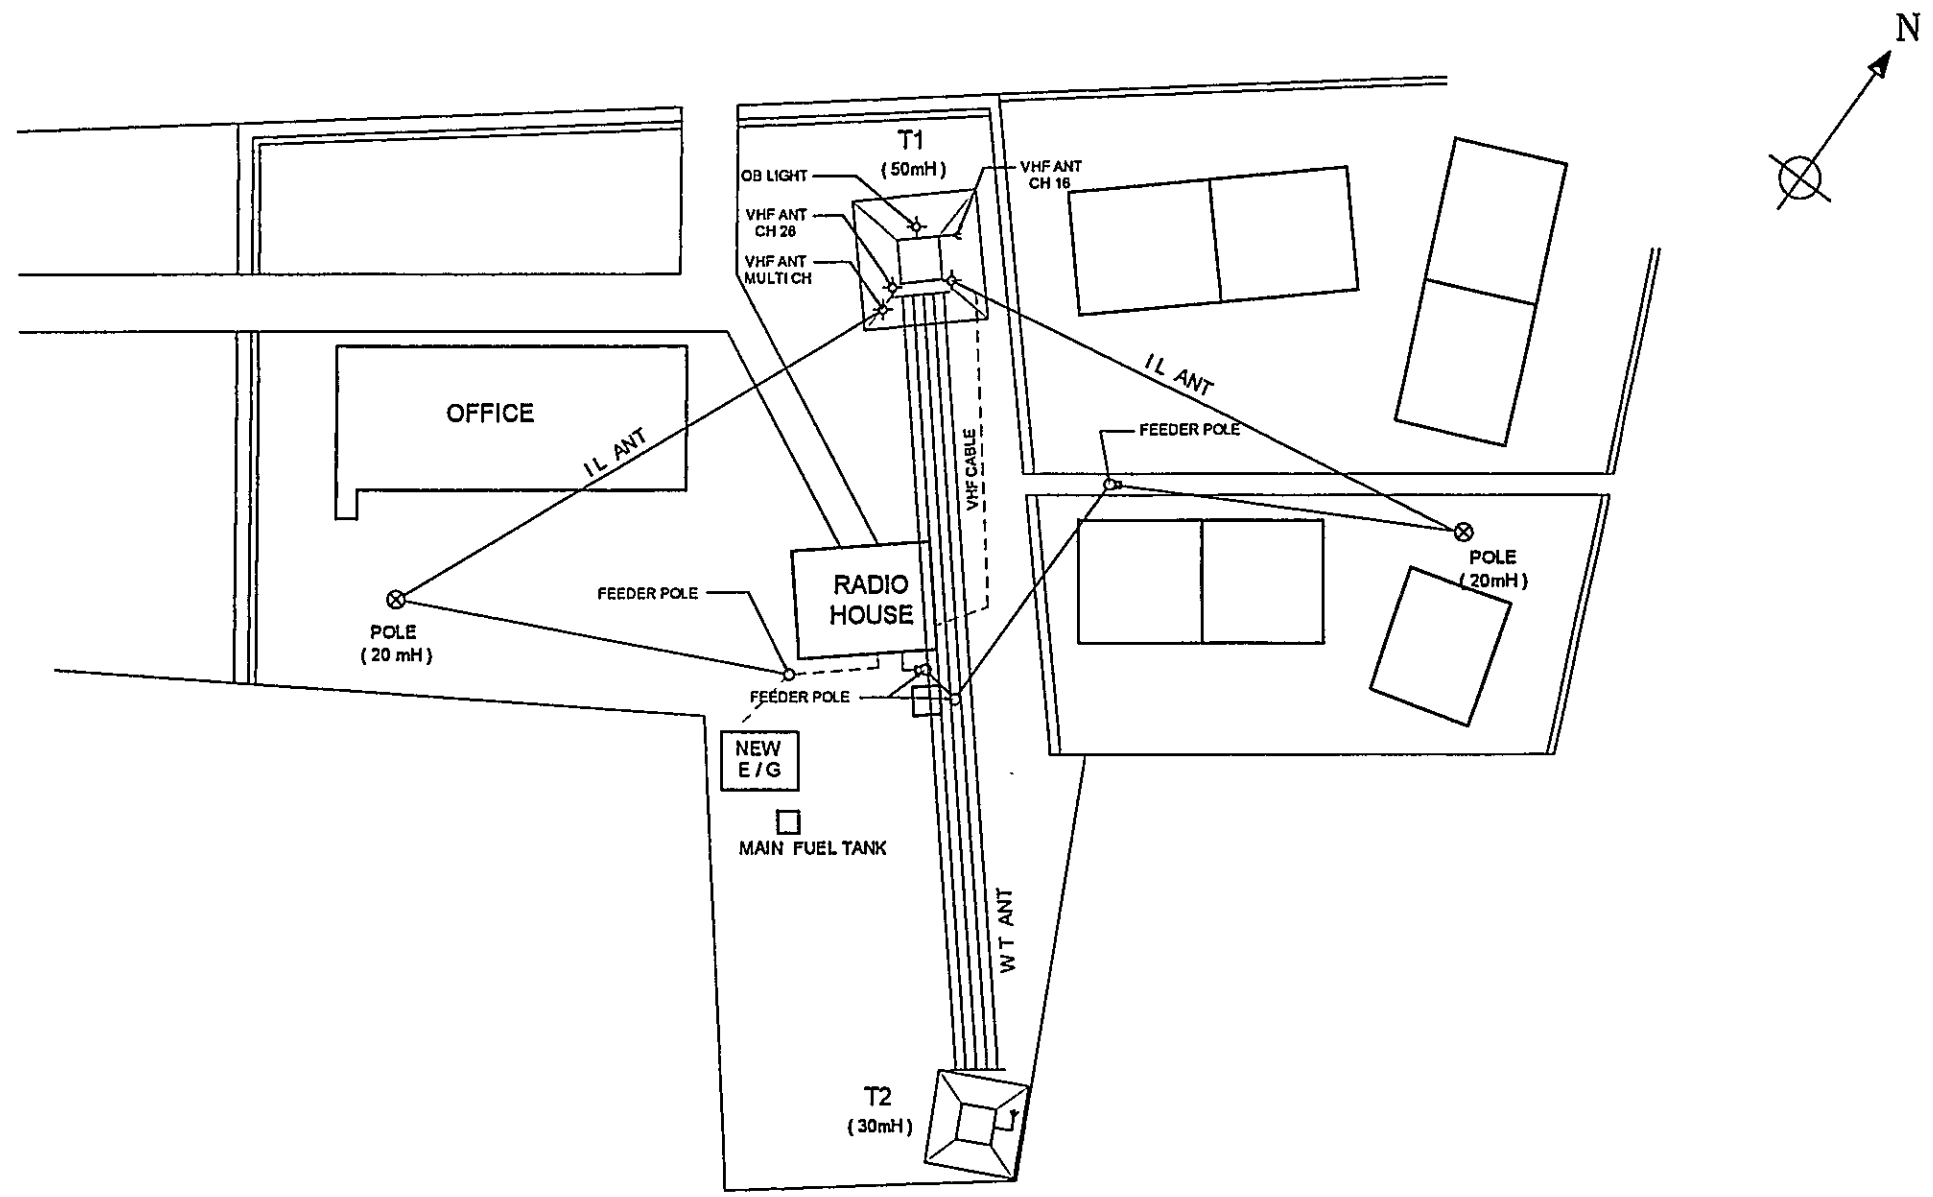 N
T1
( 50mH )
OB LIGHT
VHF ANT
CH 16
VHF ANT
CH 26
VHF ANT
MULTI CH
I L ANT
OFFICE
I L ANT
FEEDER POLE
VHF CABLE
POLE
( 20mH )
RADIO
HOUSE
FEEDER POLE
POLE
( 20 mH )
FEEDER POLE
NEW
E / G
MAIN FUEL TANK
W T ANT
T2
( 30mH )